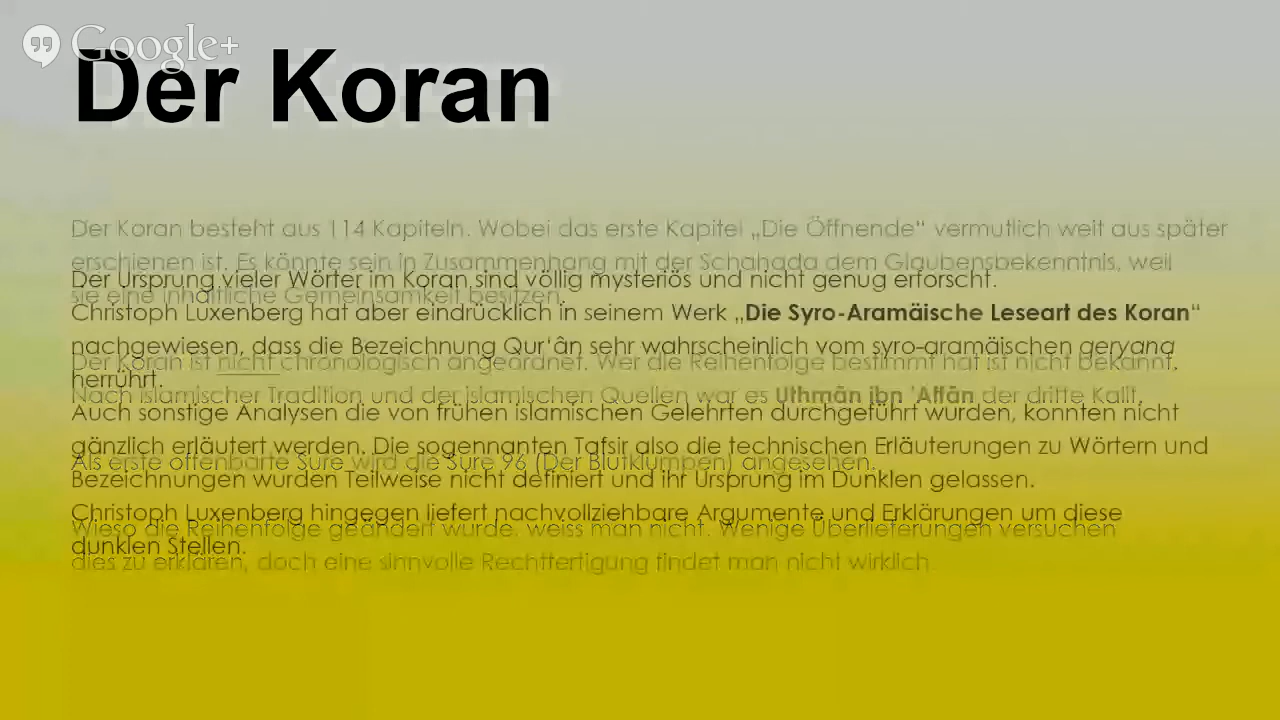 Google+
Der Koran
Der Koran besteht aus 114 Kapiteln. Wobei das erste Kapitel „Die Öffnende“ vermutlich weit aus später
erschienen ist. Es könnte sein in Zusammenhang mit der Schahada dem Glaubensbekenntnis, weil
sie eine inhaltliche Gemeinsamkeit besitzen.
Der Koran ist nicht chronologisch angeordnet. Wer die Reihenfolge bestimmt hat ist nicht bekannt.
Nach islamischer Tradition und der islamischen Quellen war es Uthmān ibn 'Affān der dritte Kalif.
Als erste offenbarte Sure wird die Sure 96 (Der Blutklumpen) angesehen.
Wieso die Reihenfolge geändert wurde, weiss man nicht. Wenige Überlieferungen versuchen
dies zu erklären, doch eine sinnvolle Rechtfertigung findet man nicht wirklich.
Der Ursprung vieler Wörter im Koran sind völlig mysteriös und nicht genug erforscht.
Christoph Luxenberg hat aber eindrücklich in seinem Werk „Die Syro-Aramäische Leseart des Koran“
nachgewiesen, dass die Bezeichnung Qur'ân sehr wahrscheinlich vom syro-aramäischen geryana
herrührt.
Auch sonstige Analysen die von frühen islamischen Gelehrten durchgeführt wurden, konnten nicht
gänzlich erläutert werden. Die sogennanten Tafsir also die technischen Erläuterungen zu Wörtern und
Bezeichnungen wurden Teilweise nicht definiert und ihr Ursprung im Dunklen gelassen.
Christoph Luxenberg hingegen liefert nachvollziehbare Argumente und Erklärungen um diese
dunklen Stellen.